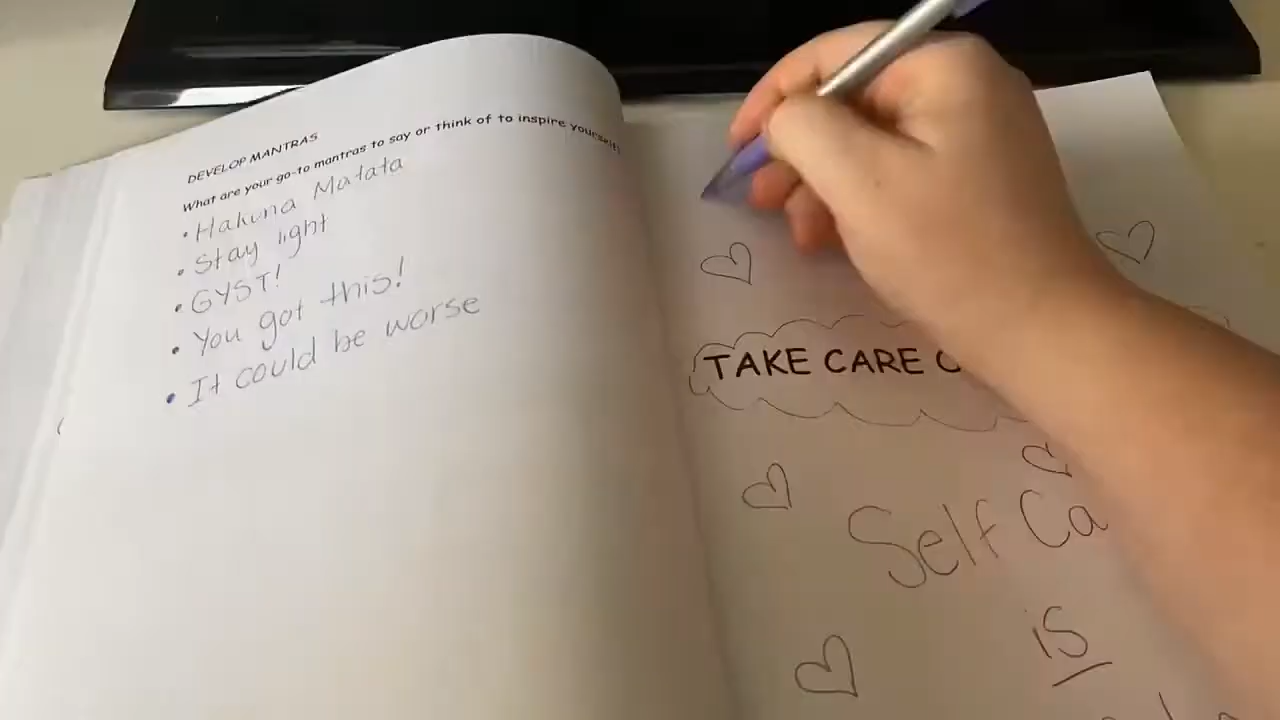 DEVELOP MANTRAS
What are your go-to mantras to say or think of to inspire yourself?
• Hakuna Matata
• Stay light
• GYST!
• You got this!
• It could be worse
TAKE CARE O
Self Ca
is